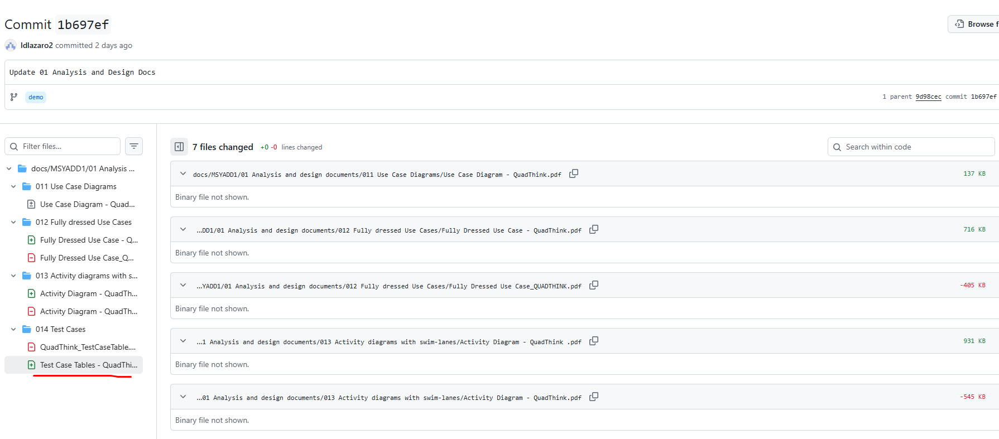 Commit 1b697ef
Browse f
ldlazaro2 committed 2 days ago
Update 01 Analysis and Design Docs
demo
1 parent 9d98cec commit 1b697ef
Filter files...
docs/MSYADD1/01 Analysis ...
011 Use Case Diagrams
Use Case Diagram - Quad...
012 Fully dressed Use Cases
Fully Dressed Use Case - Q...
Fully Dressed Use Case_Q...
013 Activity diagrams with s...
Activity Diagram - QuadTh...
Activity Diagram - QuadTh...
014 Test Cases
QuadThink_TestCaseTable....
Test Case Tables - QuadThi...
7 files changed +0 -0 lines changed
Search within code
docs/MSYADD1/01 Analysis and design documents/011 Use Case Diagrams/Use Case Diagram - QuadThink.pdf
137 KB
Binary file not shown.
...DD1/01 Analysis and design documents/012 Fully dressed Use Cases/Fully Dressed Use Case - QuadThink.pdf
716 KB
Binary file not shown.
...YADD1/01 Analysis and design documents/012 Fully dressed Use Cases/Fully Dressed Use Case_QUADTHINK.pdf
-405 KB
Binary file not shown.
...1 Analysis and design documents/013 Activity diagrams with swim-lanes/Activity Diagram - QuadThink .pdf
931 KB
Binary file not shown.
...01 Analysis and design documents/013 Activity diagrams with swim-lanes/Activity Diagram - QuadThink.pdf
-545 KB
Binary file not shown.